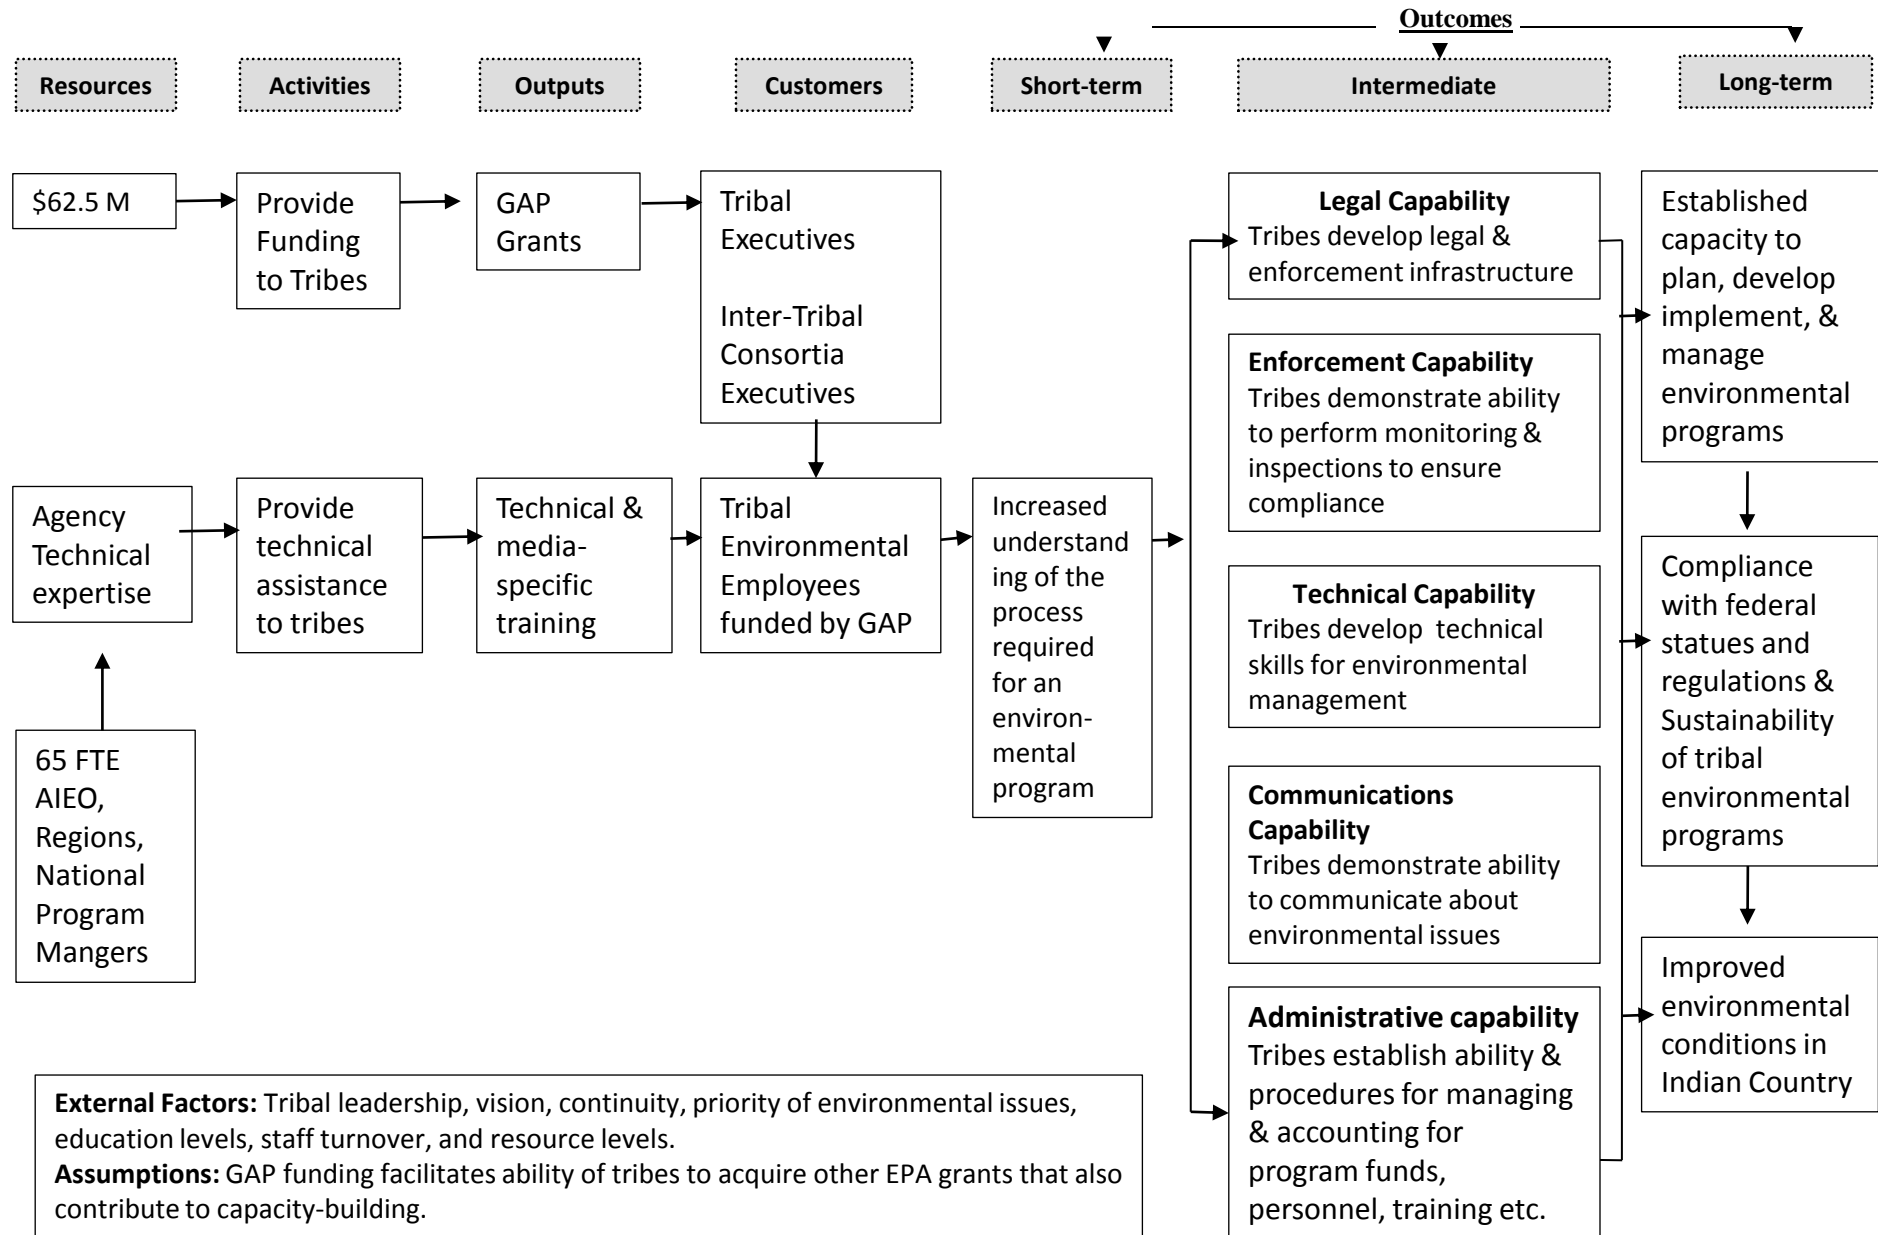 Outcomes
Resources
Activities
Outputs
Customers
Short-term
Intermediate
Long-term
$62.5 M
Provide
Funding
to Tribes
GAP
Grants
Tribal
Executives
Inter-Tribal
Consortia
Executives
Agency
Technical
expertise
Provide
technical
assistance
to tribes
Technical &
media-
specific
training
Tribal
Environmental
Employees
funded by GAP
65 FTE
AIEO,
Regions,
National
Program
Mangers
Increased
understand
ing of the
process
required
for an
environ-
mental
program
Legal Capability
Tribes develop legal &
enforcement infrastructure
Enforcement Capability
Tribes demonstrate ability
to perform monitoring &
inspections to ensure
compliance
Technical Capability
Tribes develop technical
skills for environmental
management
Communications
Capability
Tribes demonstrate ability
to communicate about
environmental issues
Administrative capability
Tribes establish ability &
procedures for managing
& accounting for
program funds,
personnel, training etc.
Established
capacity to
plan, develop
implement, &
manage
environmental
programs
Compliance
with federal
statues and
regulations &
Sustainability
of tribal
environmental
programs
Improved
environmental
conditions in
Indian Country
External Factors: Tribal leadership, vision, continuity, priority of environmental issues,
education levels, staff turnover, and resource levels.
Assumptions: GAP funding facilitates ability of tribes to acquire other EPA grants that also
contribute to capacity-building.